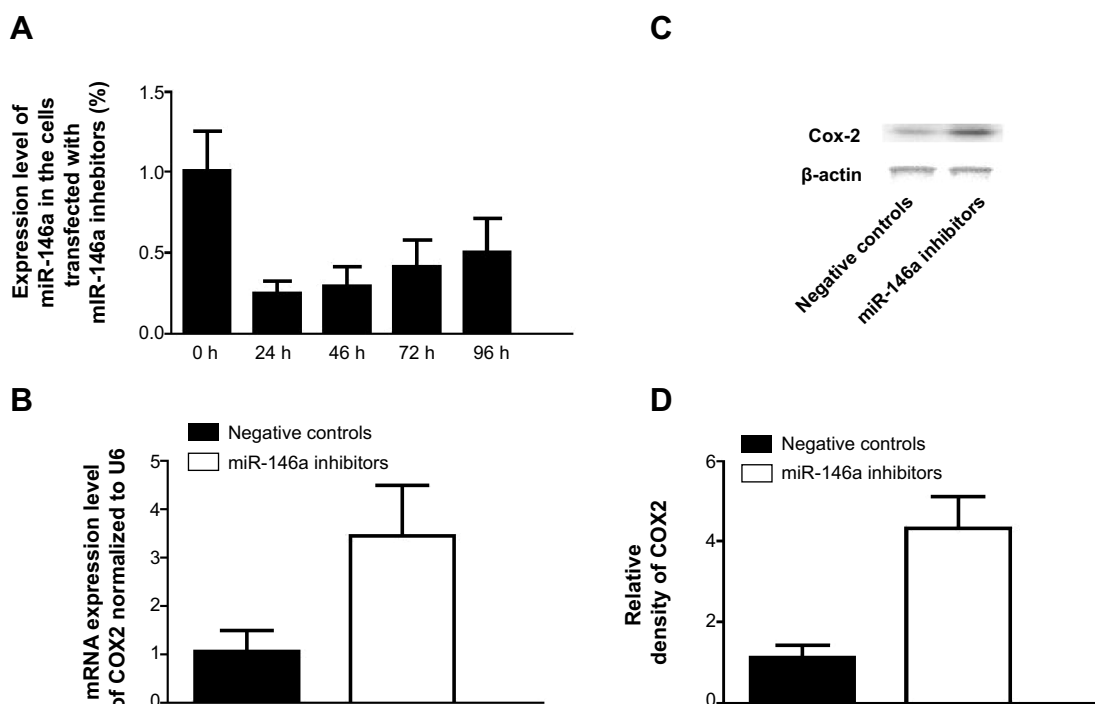 A
Expression level of
miR-146a in the cells
transfected with
mIR-146a inhebitors (%)
1.5
1.0
0.5
0.0
0 h 24 h 46 h 72 h 96 h
C
Cox-2
β-actin
Negative controls
miR-146a inhibitors
B
Negative controls
miR-146a inhibitors
mRNA expression level
of COX2 normalized to U6
5
4
3
2
1
0
D
Negative controls
miR-146a inhibitors
Relative
density of COX2
6
4
2
0